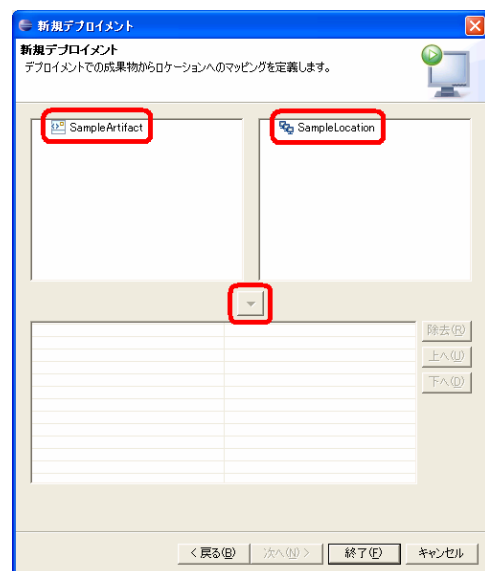 新規デプロイメント
新規デプロイメント
デプロイメントでの成果物からロケーションへのマッピングを定義します。
SampleArtifact
SampleLocation
除去(R)
上へ(U)
下へ(D)
< 戻る(B)
次へ(N) >
終了(F)
キャンセル